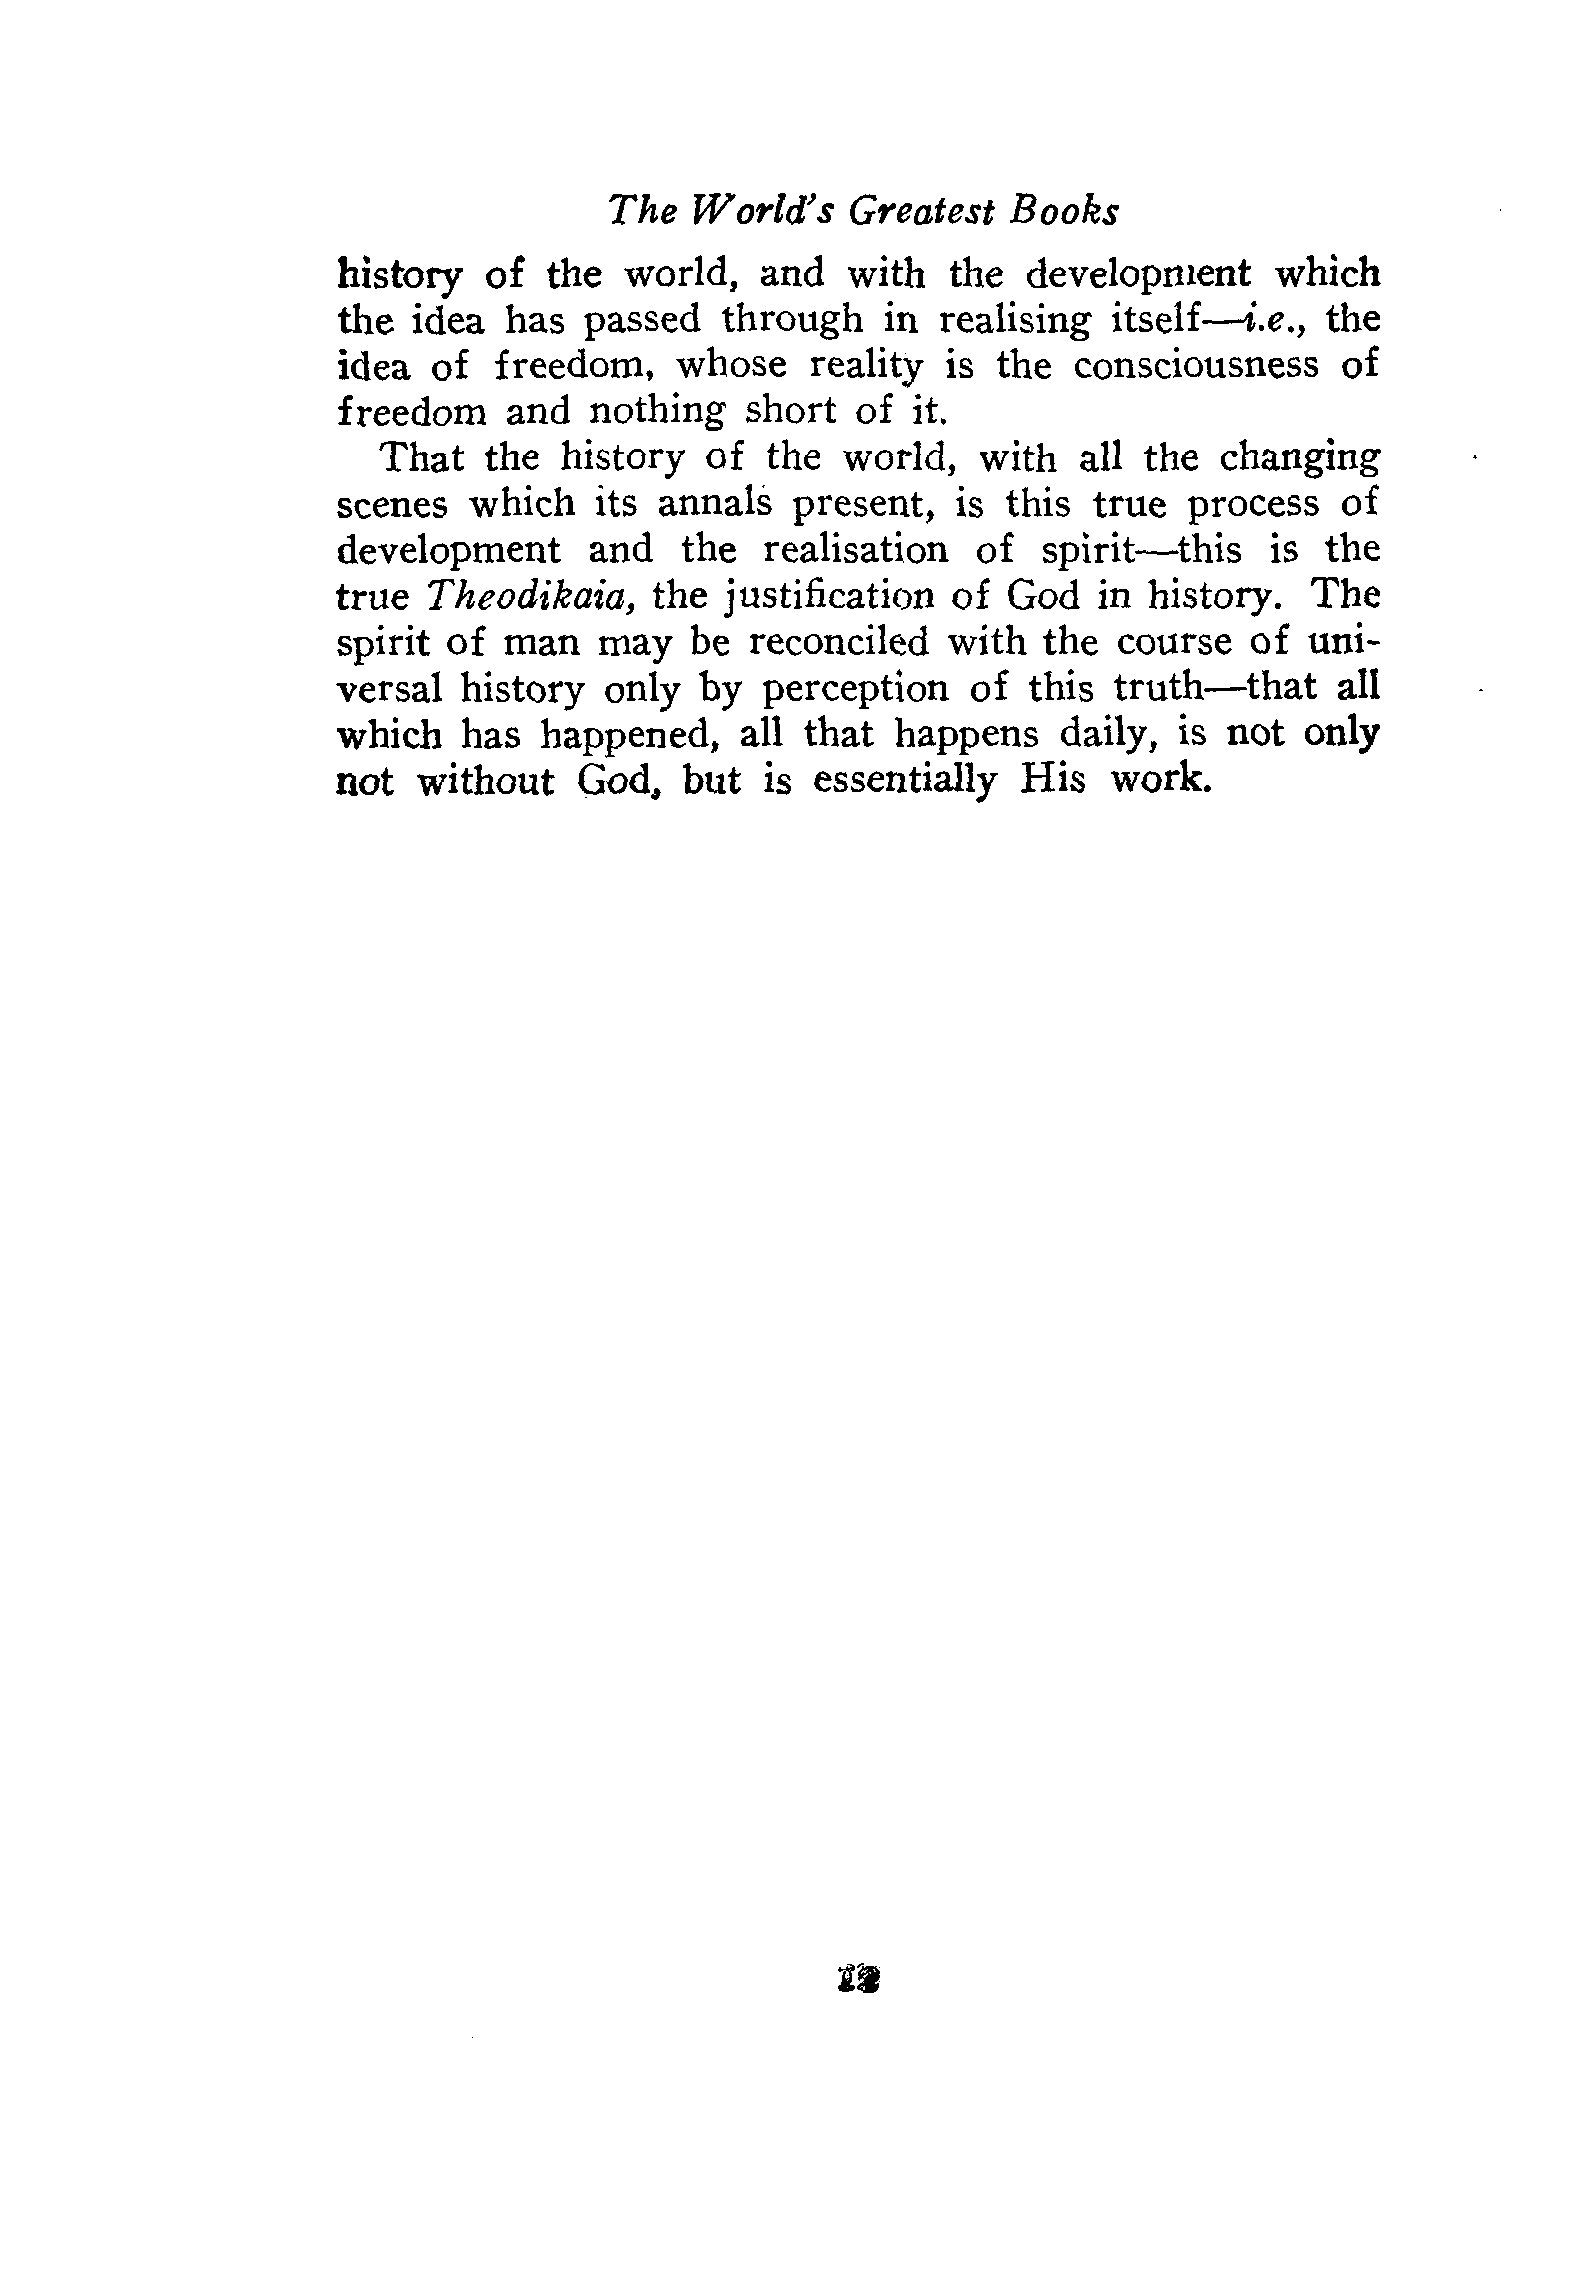 The World's Greatest Books
history of the world, and with the development which
the idea has passed through in realising itself—i.e., the
idea of freedom, whose reality is the consciousness of
freedom and nothing short of it.
That the history of the world, with all the changing
scenes which its annals present, is this true process of
development and the realisation of spirit—this is the
true Theodikaia, the justification of God in history. The
spirit of man may be reconciled with the course of uni-
versal history only by perception of this truth—that all
which has happened, all that happens daily, is not only
not without God, but is essentially His work.